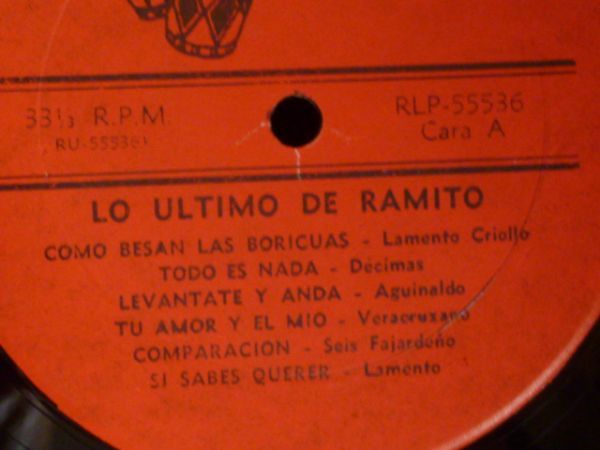 33⅓ R.P.M.
RU-55536)
RLP-55536
Cara A
LO ULTIMO DE RAMITO
COMO BESAN LAS BORICUAS - Lamento Criollo
TODO ES NADA - Décimas
LEVANTATE Y ANDA - Aguinaldo
TU AMOR Y EL MIO - Veracruzano
COMPARACION - Seis Fajardeño
SI SABES QUERER - Lamento